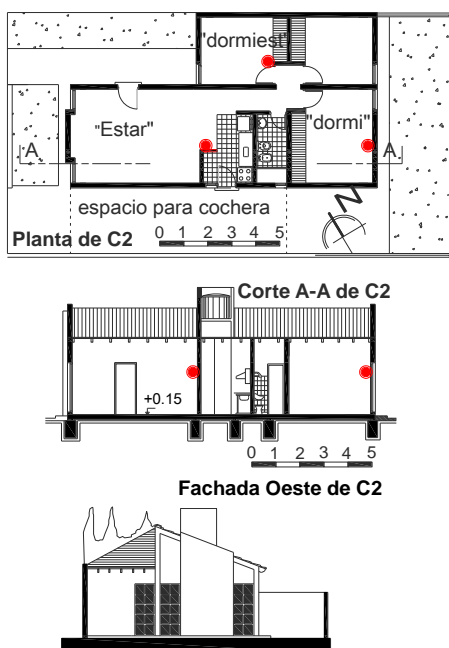 "dormiest"
"Estar"
"dormi"
A
A
espacio para cochera
N
Planta de C2
0 1 2 3 4 5
Corte A-A de C2
+0.15
0 1 2 3 4 5
Fachada Oeste de C2